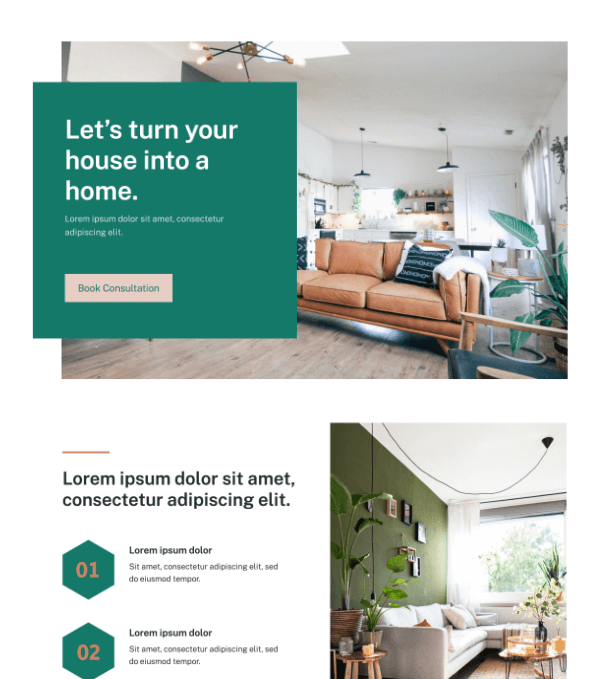 Let’s turn your
house into a
home.
Lorem ipsum dolor sit amet, consectetur
adipiscing elit.
Book Consultation
Lorem ipsum dolor sit amet,
consectetur adipiscing elit.
01
Lorem ipsum dolor
Sit amet, consectetur adipiscing elit, sed
do eiusmod tempor.
02
Lorem ipsum dolor
Sit amet, consectetur adipiscing elit, sed
do eiusmod tempor.